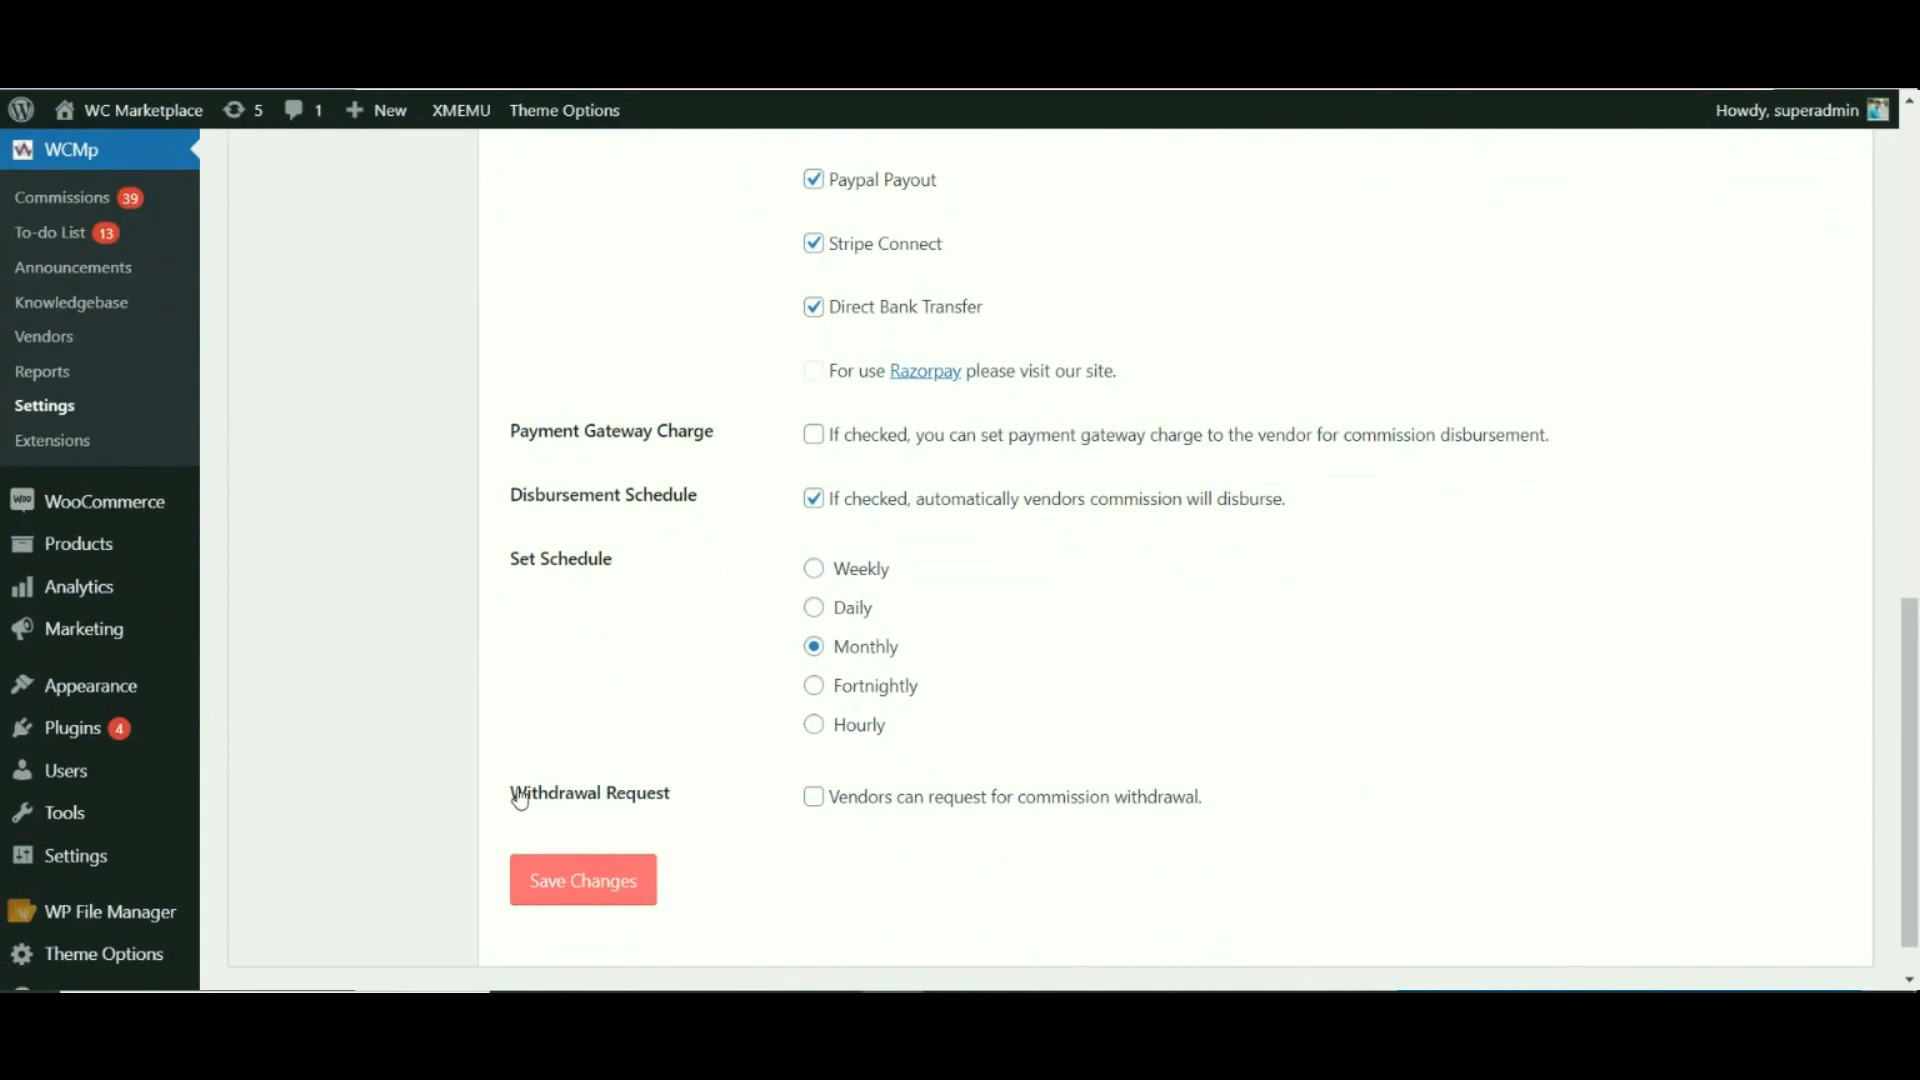 WC Marketplace 5 1 New XMEMU Theme Options Howdy, superadmin
WCMp
Commissions 39
To-do List 13
Announcements
Knowledgebase
Vendors
Reports
Settings
Extensions
WooCommerce
Products
Analytics
Marketing
Appearance
Plugins 4
Users
Tools
Settings
WP File Manager
Theme Options
Paypal Payout
Stripe Connect
Direct Bank Transfer
For use Razorpay please visit our site.
Payment Gateway Charge If checked, you can set payment gateway charge to the vendor for commission disbursement.
Disbursement Schedule If checked, automatically vendors commission will disburse.
Set Schedule
Weekly
Daily
Monthly
Fortnightly
Hourly
Withdrawal Request Vendors can request for commission withdrawal.
Save Changes